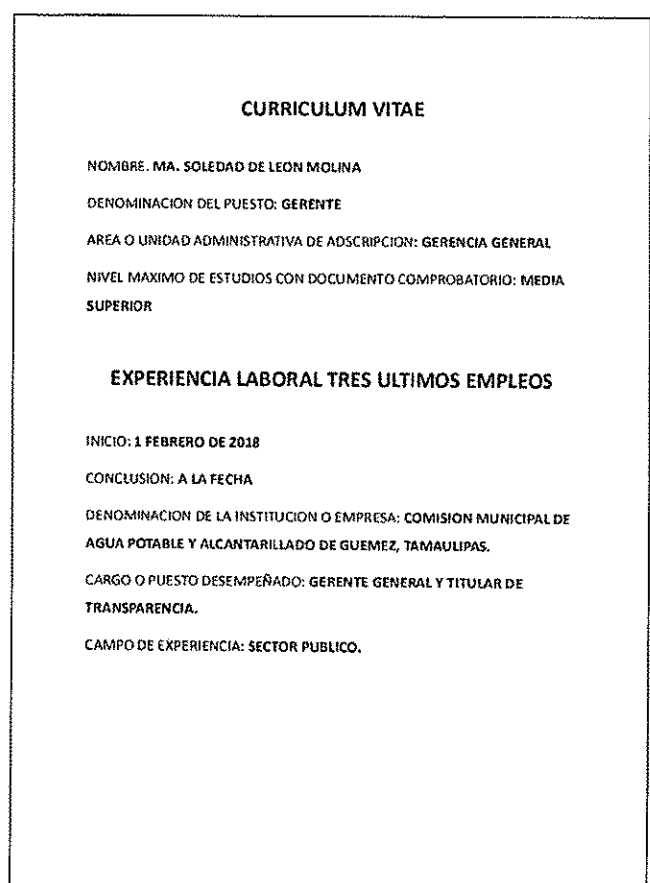 CURRICULUM VITAE
NOMBRE. MA. SOLEDAD DE LEON MOLINA
DENOMINACION DEL PUESTO: GERENTE
AREA O UNIDAD ADMINISTRATIVA DE ADSCRIPCION: GERENCIA GENERAL
NIVEL MAXIMO DE ESTUDIOS CON DOCUMENTO COMPROBATORIO: MEDIA
SUPERIOR
EXPERIENCIA LABORAL TRES ULTIMOS EMPLEOS
INICIO: 1 FEBRERO DE 2018
CONCLUSION: A LA FECHA
DENOMINACION DE LA INSTITUCION O EMPRESA: COMISION MUNICIPAL DE
AGUA POTABLE Y ALCANTARILLADO DE GUEMEZ, TAMAULIPAS.
CARGO O PUESTO DESEMPEÑADO: GERENTE GENERAL Y TITULAR DE
TRANSPARENCIA.
CAMPO DE EXPERIENCIA: SECTOR PUBLICO.